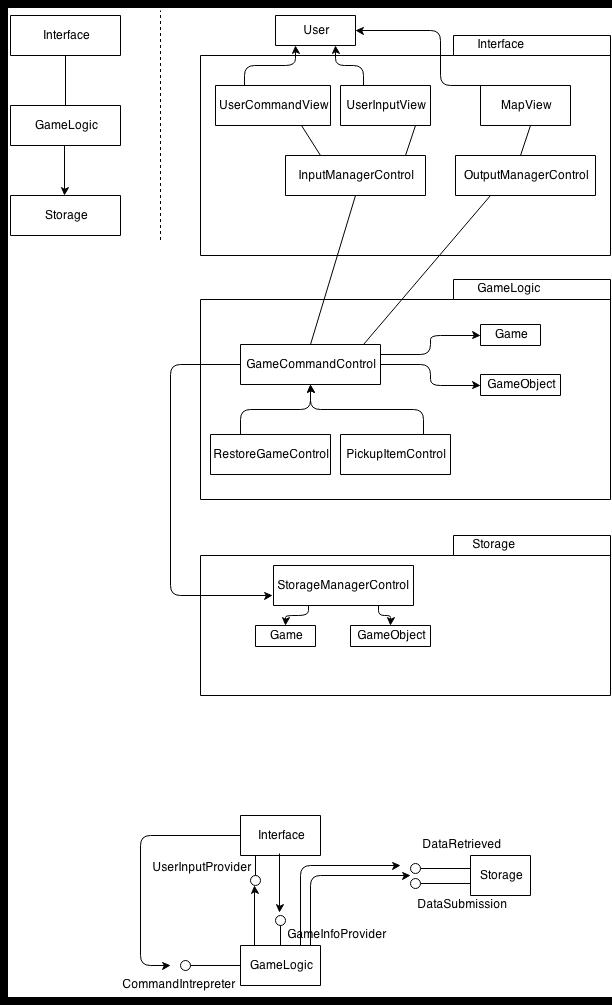 Interface
GameLogic
Storage
User
Interface
UserCommandView
UserInputView
MapView
InputManagerControl
OutputManagerControl
GameLogic
GameCommandControl
Game
GameObject
RestoreGameControl
PickupItemControl
Storage
StorageManagerControl
Game
GameObject
Interface
DataRetrieved
UserInputProvider
Storage
DataSubmission
GameInfoProvider
GameLogic
CommandIntrepreter